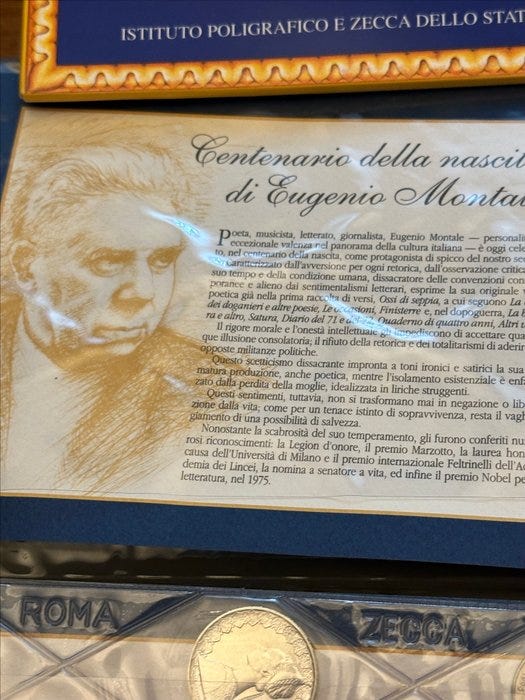 ISTITUTO POLIGRAFICO E ZECCA DELLO STAT
Centenario della nascit
di Eugenio Monta
Poeta, musicista, letterato, giornalista, Eugenio Montale — personali
eccezionale valenza nel panorama della cultura italiana — è oggi cele
to, nel centenario della nascita, come protagonista di spicco del nostro se
Caratterizzato dall'avversione per ogni retorica, dall'osservazione critic
suo tempo e della condizione umana, dissacratore delle convenzioni con
poranee e alieno dai sentimentalismi letterari, esprime la sua originale
poetica già nella prima raccolta di versi, Ossi di seppia, a cui seguono La
dei doganieri e altre poesie, Le occasioni, Finisterre e, nel dopoguerra, La b
ra e altro, Satura, Diario del 71 e del 72, Quaderno di quattro anni, Altri
Il rigore morale e l'onestà intellettuale gli impediscono di accettare qua
que illusione consolatoria; il rifiuto della retorica e dei totalitarismi di aderir
opposte militanze politiche.
Questo scetticismo dissacrante impronta a toni ironici e satirici la sua
matura produzione, anche poetica, mentre l'isolamento esistenziale è enf
zato dalla perdita della moglie, idealizzata in liriche struggenti.
Questi sentimenti, tuttavia, non si trasformano mai in negazione o lib
zione dalla vita; come per un tenace istinto di sopravvivenza, resta il vagh
giamento di una possibilità di salvezza.
Nonostante la scabrosità del suo temperamento, gli furono conferiti nu
rosi riconoscimenti: la Legion d'onore, il premio Marzotto, la laurea hon
causa dell'Università di Milano e il premio internazionale Feltrinelli dell'Ac
demia dei Lincei, la nomina a senatore a vita, ed infine il premio Nobel pe
letteratura, nel 1975.
ROMA
ZECCA